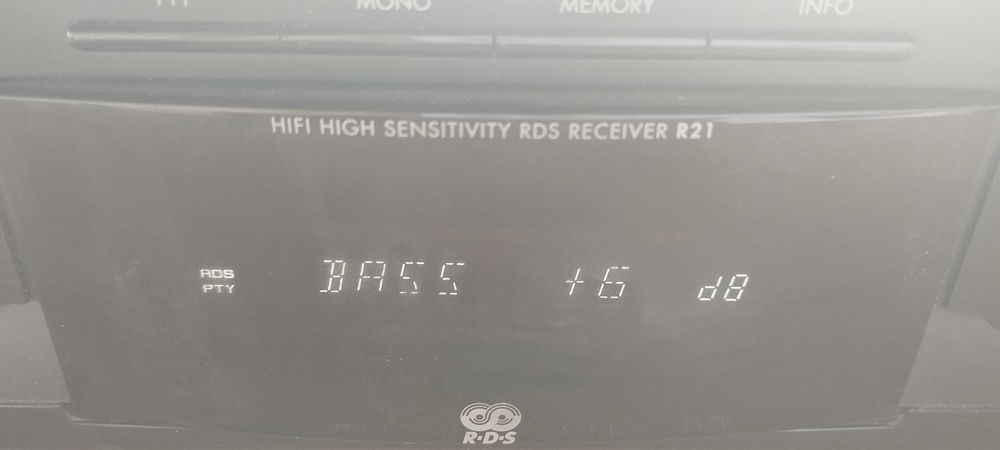 MONO MEMORY INFO
HIFI HIGH SENSITIVITY RDS RECEIVER R21
RDS
PTY
BASS +6 dB
R·D·S